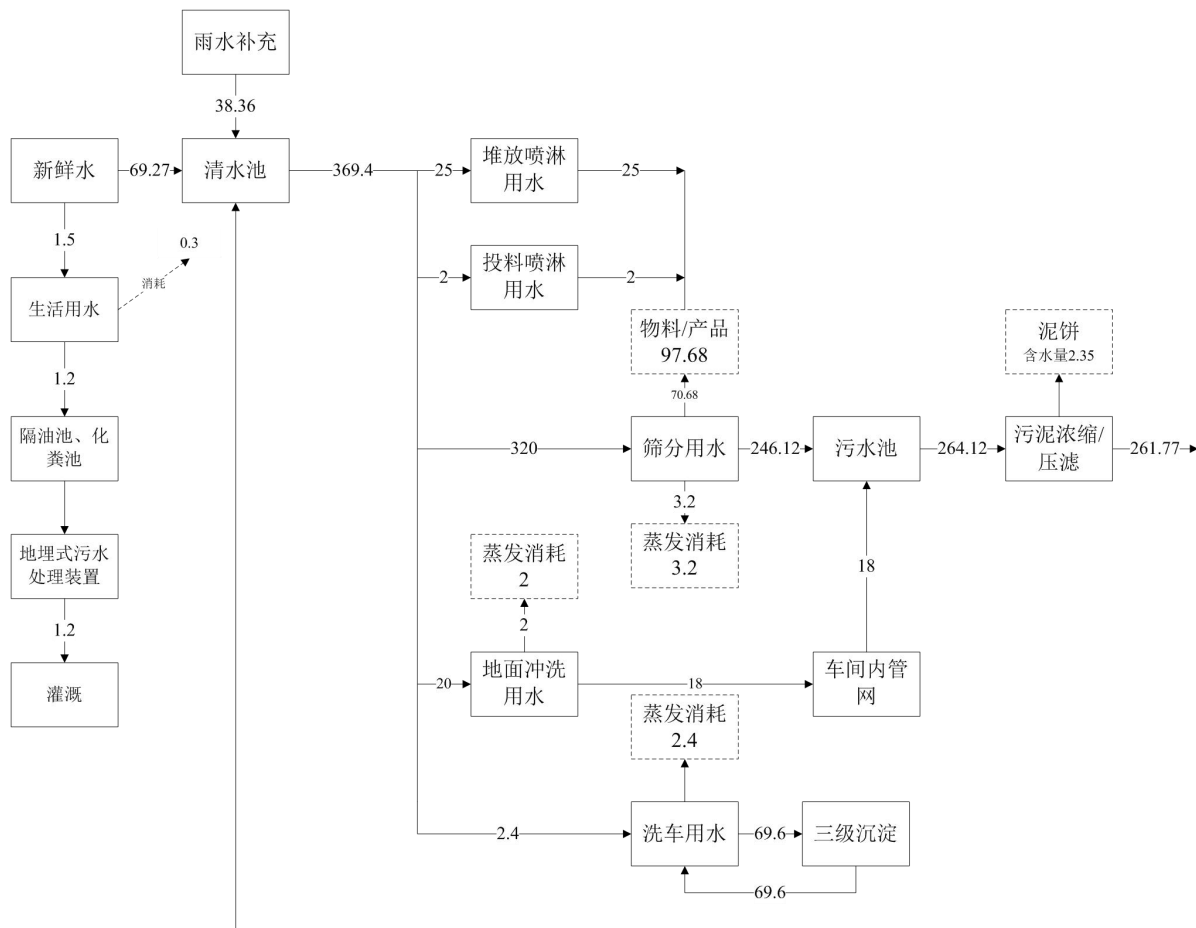 雨水补充
38.36
新鲜水
69.27
清水池
369.4
25
堆放喷淋
用水
25
1.5
0.3
消耗
生活用水
2
投料喷淋
用水
2
物料/产品
97.68
70.68
泥饼
含水量2.35
1.2
隔油池、化
粪池
320
筛分用水
246.12
污水池
264.12
污泥浓缩/
压滤
261.77
3.2
蒸发消耗
3.2
地埋式污水
处理装置
蒸发消耗
2
2
18
1.2
灌溉
20
地面冲洗
用水
18
车间内管
网
蒸发消耗
2.4
2.4
洗车用水
69.6
三级沉淀
69.6